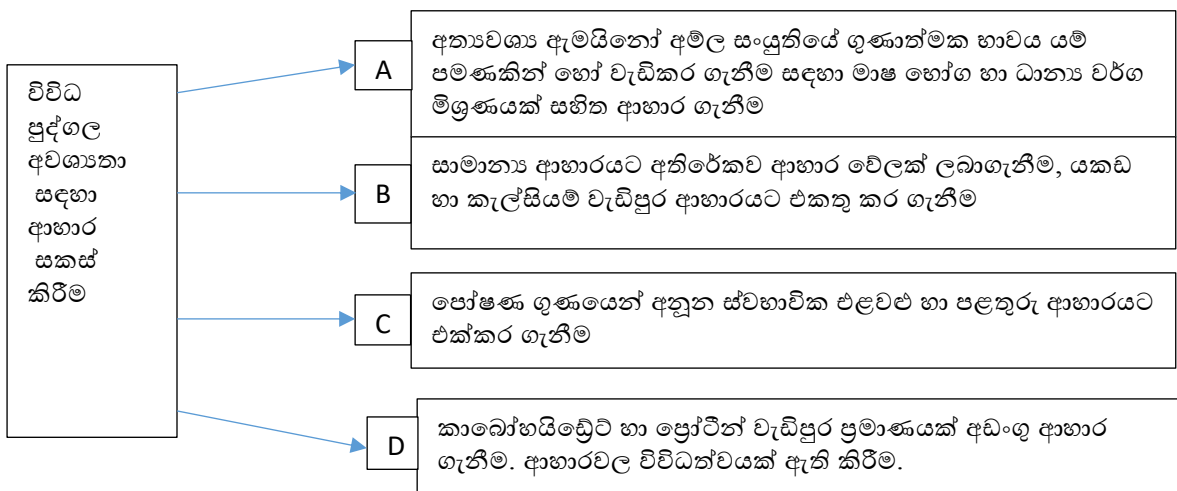 විවිධ
පුද්ගල
අවශ්‍යතා
සඳහා
ආහාර
සකස්
කිරීම
A
අත්‍යවශ්‍ය ඇමයිනෝ අම්ල සංයුතියේ ගුණාත්මක භාවය යම්
පමණකින් හෝ වැඩිකර ගැනීම සඳහා මාෂ භෝග හා ධාන්‍ය වර්ග
මිශ්‍රණයක් සහිත ආහාර ගැනීම
B
සාමාන්‍ය ආහාරයට අතිරේකව ආහාර වේලක් ලබාගැනීම, යකඩ
හා කැල්සියම් වැඩිපුර ආහාරයට එකතු කර ගැනීම
C
පෝෂණ ගුණයෙන් අනූන ස්වභාවික එළවළු හා පළතුරු ආහාරයට
එක්කර ගැනීම
D
කාබෝහයිඩ්‍රේට් හා ප්‍රෝටීන් වැඩිපුර ප්‍රමාණයක් අඩංගු ආහාර
ගැනීම. ආහාරවල විවිධත්වයක් ඇති කිරීම.